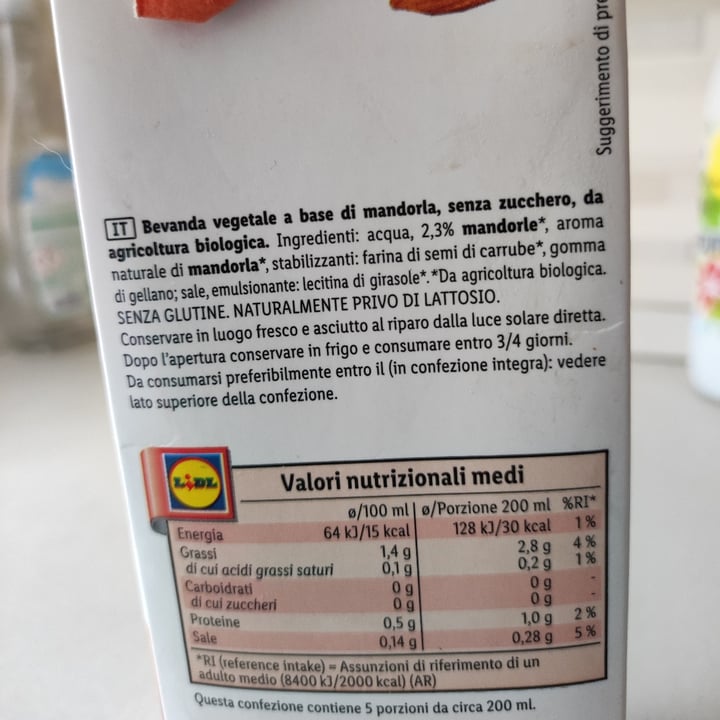 Suggerimento di
IT Bevanda vegetale a base di mandorla, senza zucchero, da
agricoltura biologica. Ingredienti: acqua, 2,3% mandorle*, aroma
naturale di mandorla*, stabilizzanti: farina di semi di carrube*, gomma
di gellano; sale, emulsionante: lecitina di girasole*.*Da agricoltura biologica.
SENZA GLUTINE. NATURALMENTE PRIVO DI LATTOSIO.
Conservare in luogo fresco e asciutto al riparo dalla luce solare diretta.
Dopo l'apertura conservare in frigo e consumare entro 3/4 giorni.
Da consumarsi preferibilmente entro il (in confezione integra): vedere
lato superiore della confezione.
LIDL
Valori nutrizionali medi
ø/100 ml ø/Porzione 200 ml %RI*
Energia 64 kJ/15 kcal 128 kJ/30 kcal 1%
Grassi 1,4 g 2,8 g 4%
di cui acidi grassi saturi 0,1 g 0,2 g 1%
Carboidrati 0 g 0 g -
di cui zuccheri 0 g 0 g -
Proteine 0,5 g 1,0 g 2%
Sale 0,14 g 0,28 g 5%
*RI (reference intake) = Assunzioni di riferimento di un
adulto medio (8400 kJ/2000 kcal) (AR)
Questa confezione contiene 5 porzioni da circa 200 ml.